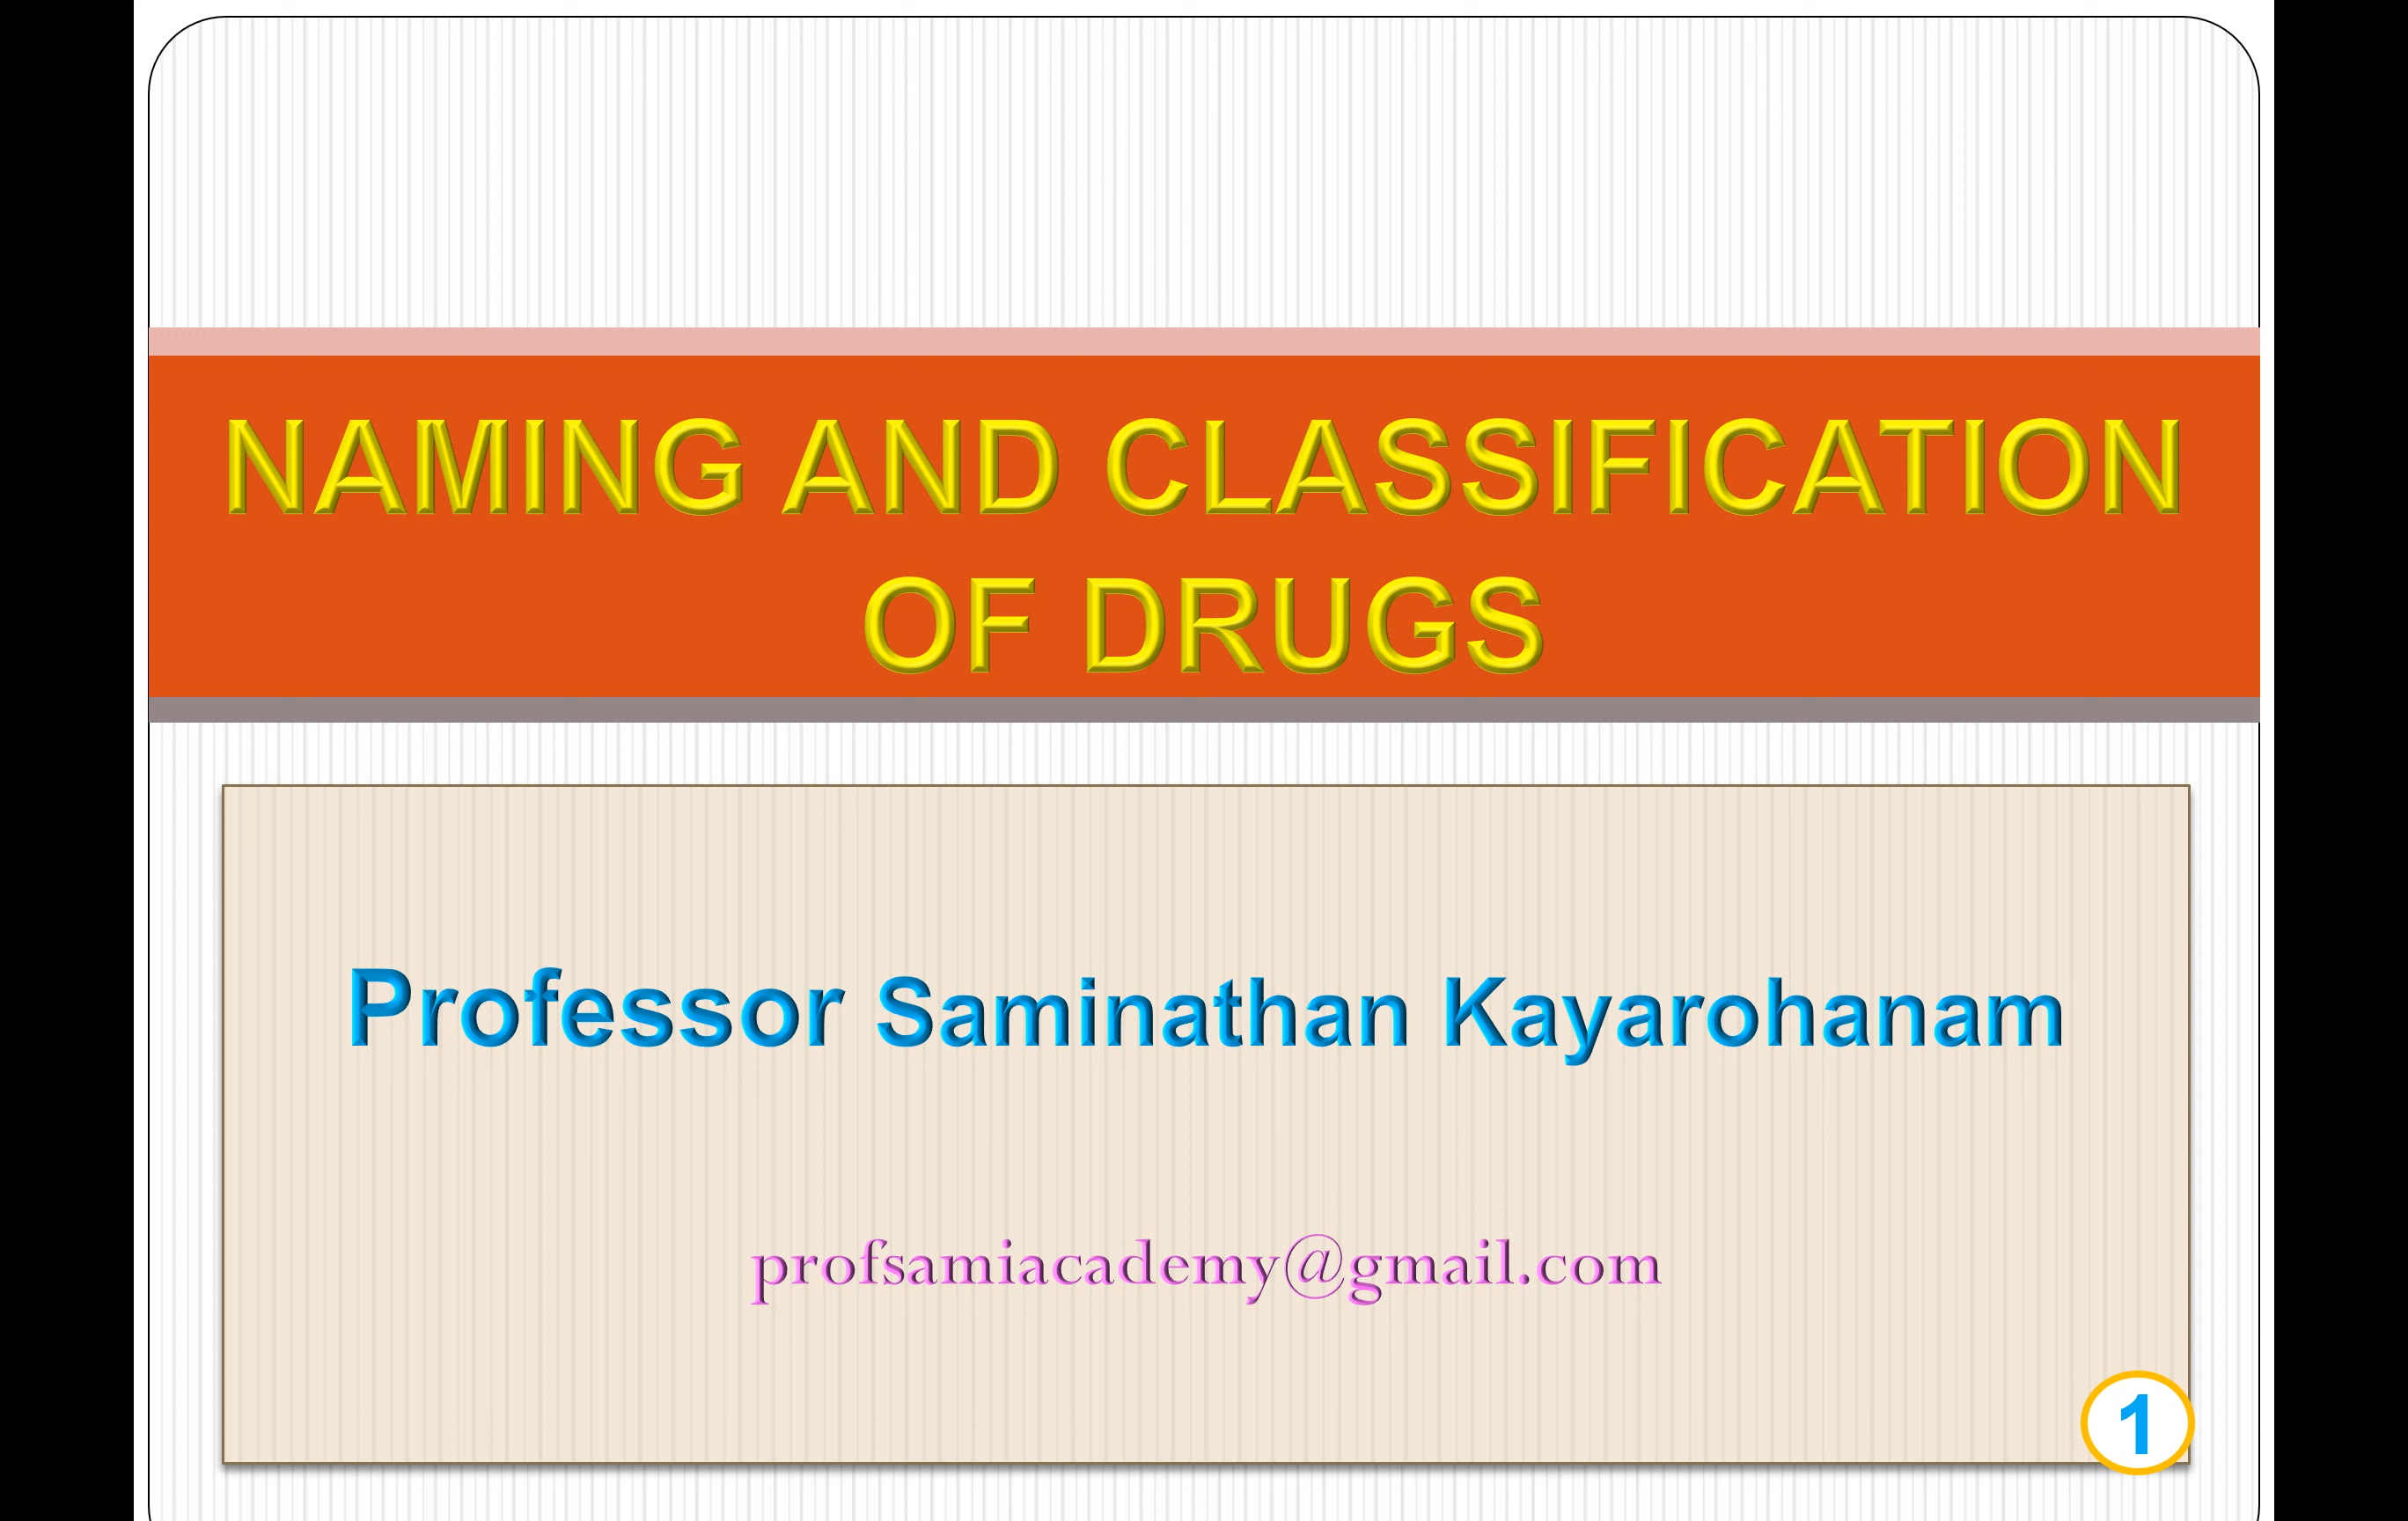 NAMING AND CLASSIFICATION
OF DRUGS
Professor Saminathan Kayarohanam
profsamiacademy@gmail.com
1